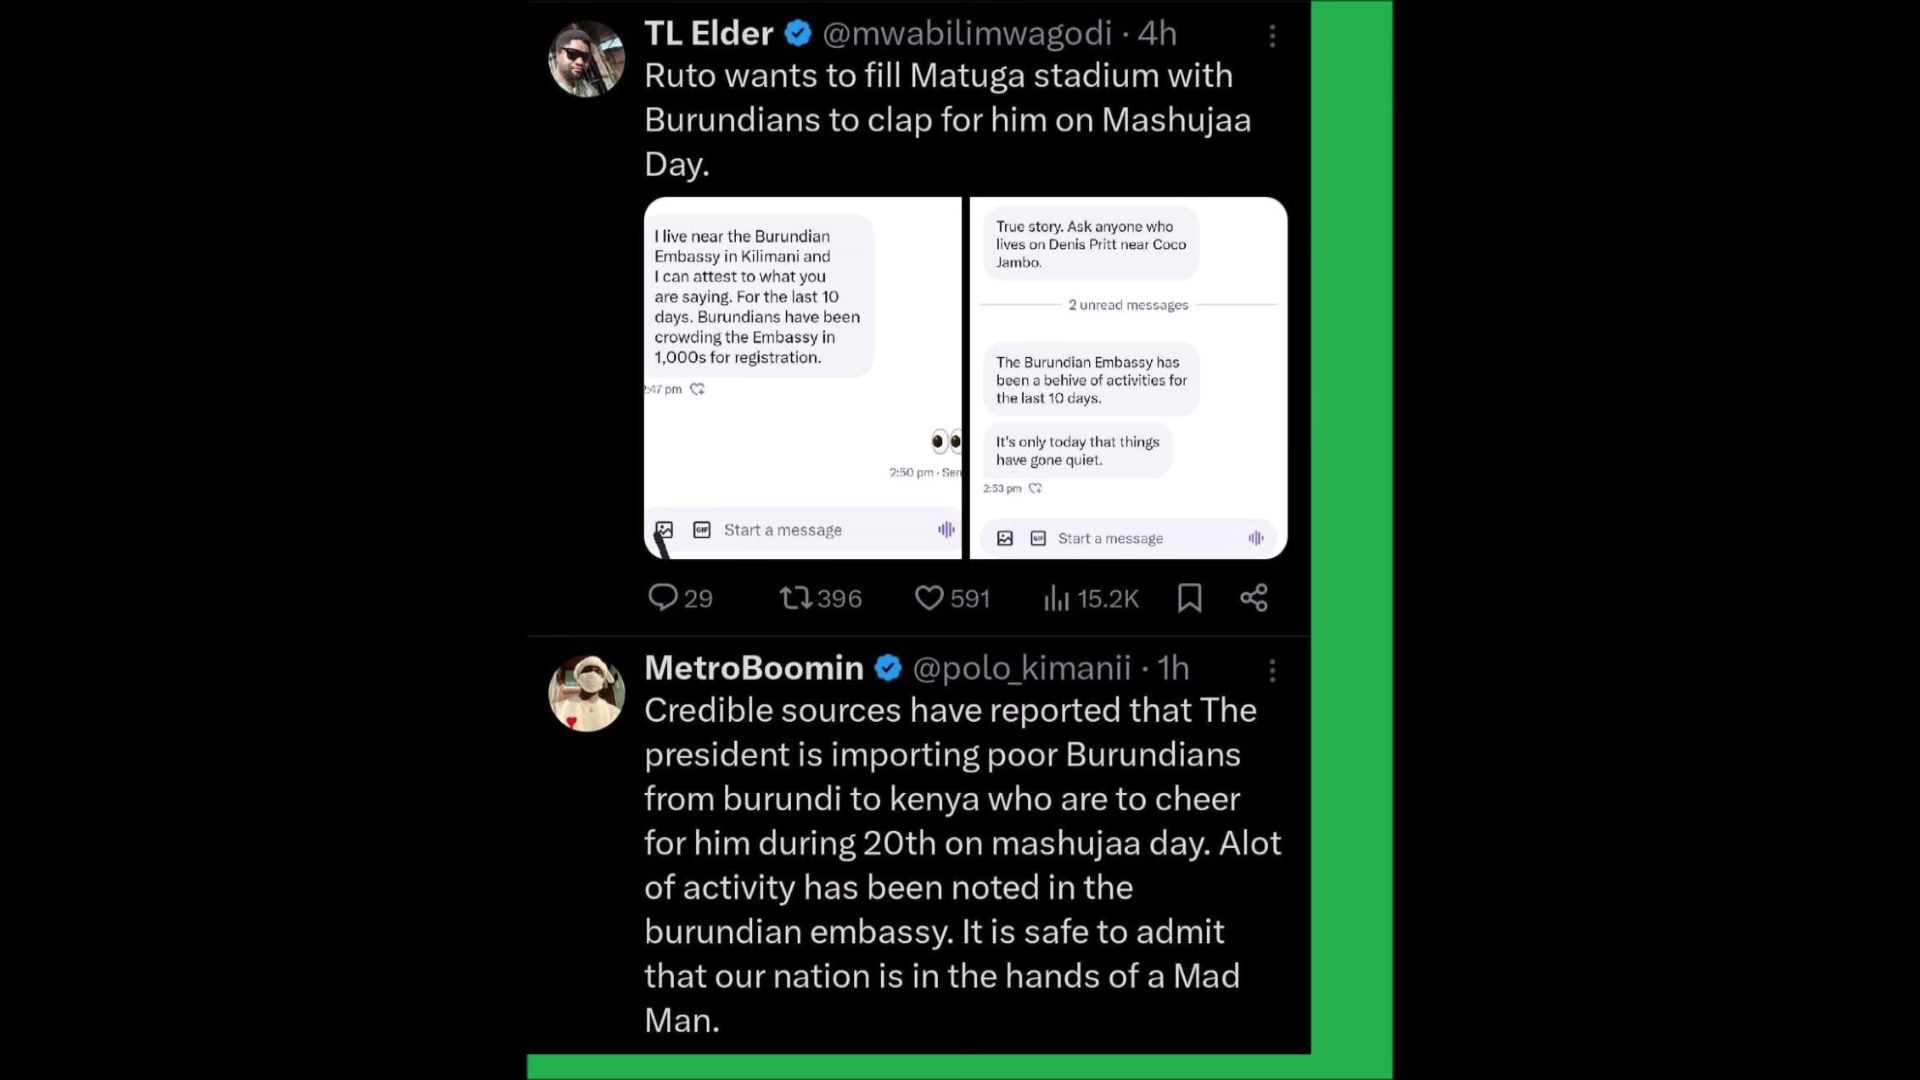 TL Elder @mwabilimwagodi · 4h
Ruto wants to fill Matuga stadium with
Burundians to clap for him on Mashujaa
Day.
I live near the Burundian
Embassy in Kilimani and
I can attest to what you
are saying. For the last 10
days. Burundians have been
crowding the Embassy in
1,000s for registration.
:47 pm
2:50 pm · Sen
GIF Start a message
True story. Ask anyone who
lives on Denis Pritt near Coco
Jambo.
2 unread messages
The Burundian Embassy has
been a behive of activities for
the last 10 days.
It's only today that things
have gone quiet.
2:53 pm
GIF Start a message
29 396 591 15.2K
MetroBoomin @polo_kimanii · 1h
Credible sources have reported that The
president is importing poor Burundians
from burundi to kenya who are to cheer
for him during 20th on mashujaa day. Alot
of activity has been noted in the
burundian embassy. It is safe to admit
that our nation is in the hands of a Mad
Man.